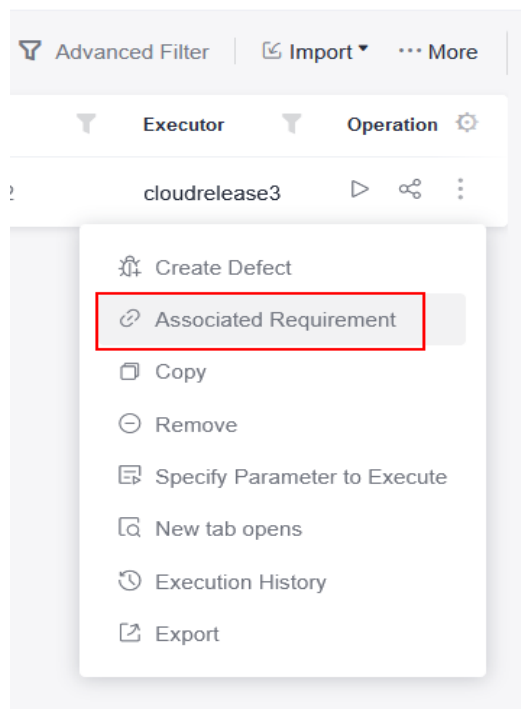 Advanced Filter Import ··· More
Executor Operation
2 cloudrelease3
Create Defect
Associated Requirement
Copy
Remove
Specify Parameter to Execute
New tab opens
Execution History
Export